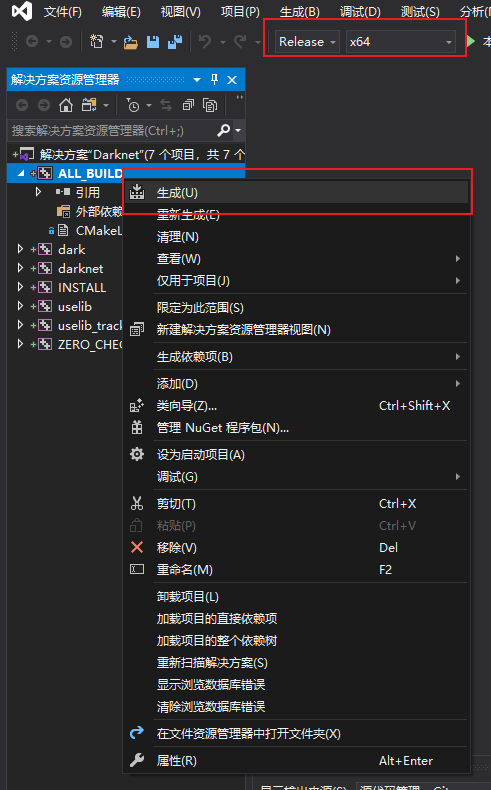 文件(F) 编辑(E) 视图(V) 项目(P) 生成(B) 调试(D) 测试(S) 分析(
Release x64
解决方案资源管理器
搜索解决方案资源管理器(Ctrl+;)
解决方案"Darknet"(7 个项目，共 7 个
ALL_BUILD
引用
外部依赖
CMakeL
dark
darknet
INSTALL
uselib
uselib_track
ZERO_CHEC
生成(U)
重新生成(E)
清理(N)
查看(W)
仅用于项目(J)
限定为此范围(S)
新建解决方案资源管理器视图(N)
生成依赖项(B)
添加(D)
类向导(Z)... Ctrl+Shift+X
管理 NuGet 程序包(N)...
设为启动项目(A)
调试(G)
剪切(T) Ctrl+X
粘贴(P) Ctrl+V
移除(V) Del
重命名(M) F2
卸载项目(L)
加载项目的直接依赖项
加载项目的整个依赖树
重新扫描解决方案(S)
显示浏览数据库错误
清除浏览数据库错误
在文件资源管理器中打开文件夹(X)
属性(R) Alt+Enter